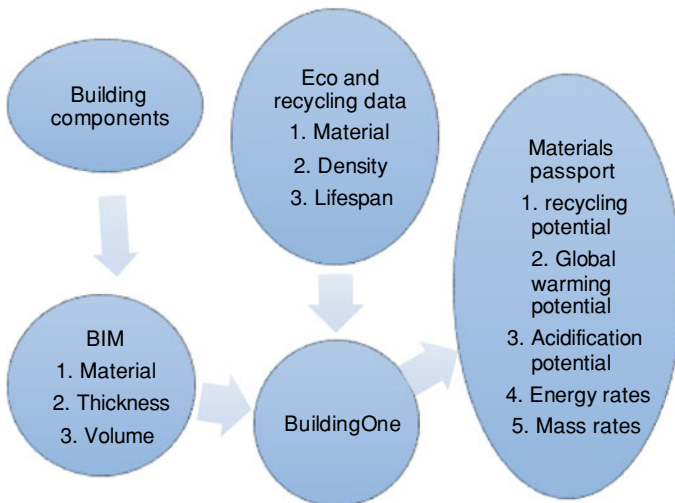 Building
components
Eco and
recycling data
1. Material
2. Density
3. Lifespan
Materials
passport
1. recycling
potential
2. Global
warming
potential
3. Acidification
potential
4. Energy rates
5. Mass rates
BIM
1. Material
2. Thickness
3. Volume
BuildingOne